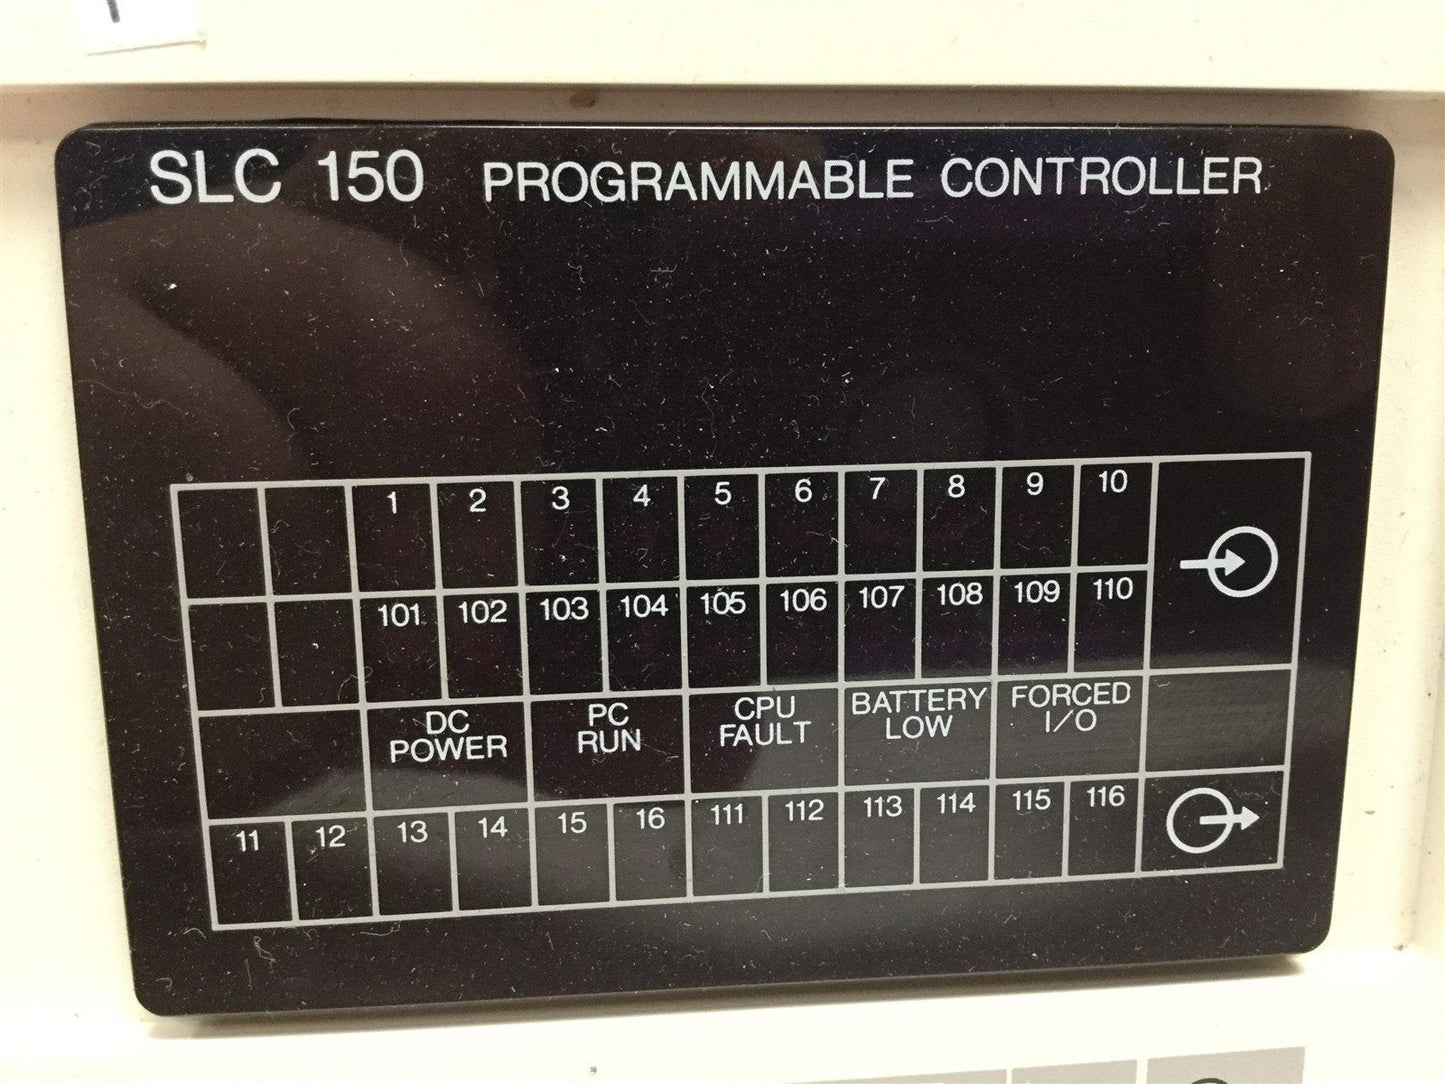 SLC 150 PROGRAMMABLE CONTROLLER
1 2 3 4 5 6 7 8 9 10
101 102 103 104 105 106 107 108 109 110
DC POWER
PC RUN
CPU FAULT
BATTERY LOW
FORCED I/O
11 12 13 14 15 16 111 112 113 114 115 116